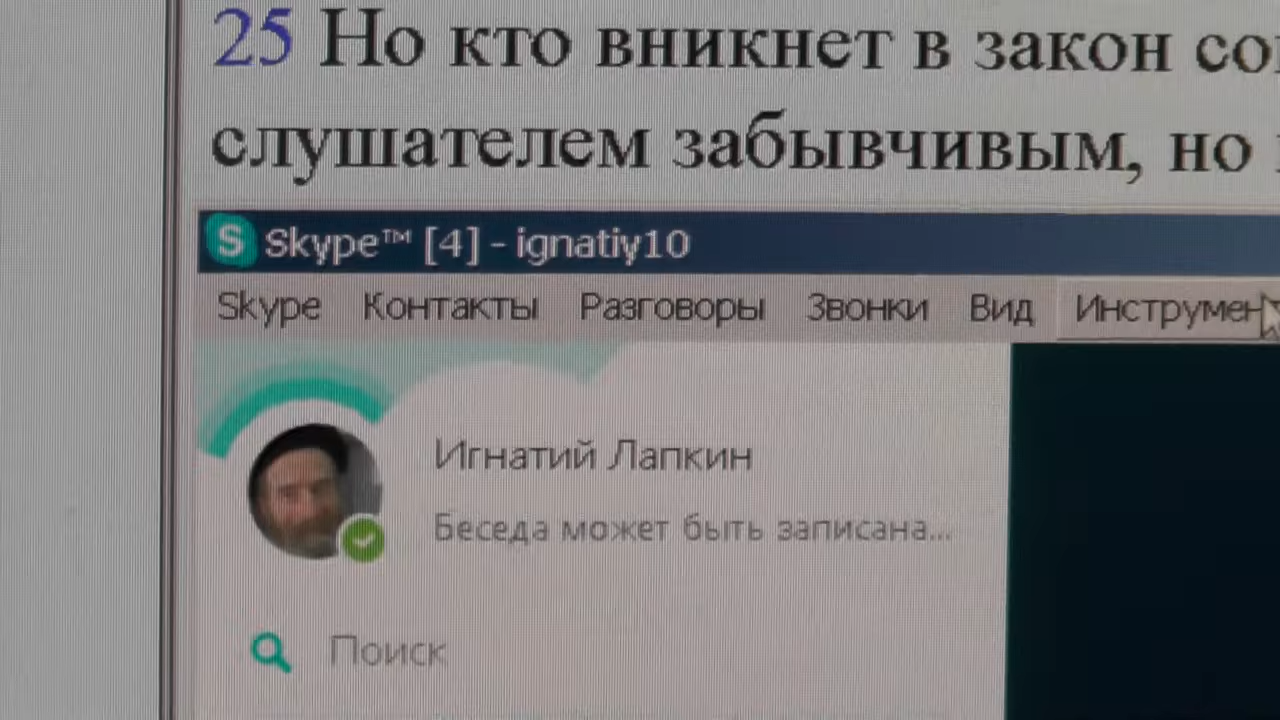 25 Но кто вникнет в закон со
слушателем забывчивым, но
Skype™ [4] - ignatiy10
Skype Контакты Разговоры Звонки Вид Инструмен
Игнатий Лапкин
Беседа может быть записана...
Поиск